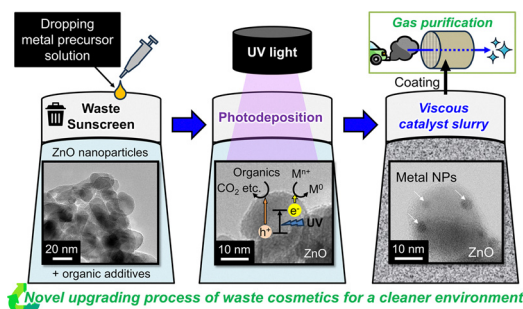 Dropping
metal precursor
solution
UV light
Gas purification
Coating
Waste
Sunscreen
Photodeposition
Viscous
catalyst slurry
ZnO nanoparticles
20 nm
+ organic additives
Organics
CO₂ etc.
Mⁿ⁺
M⁰
e⁻
UV
h⁺
10 nm
ZnO
Metal NPs
10 nm
ZnO
Novel upgrading process of waste cosmetics for a cleaner environment